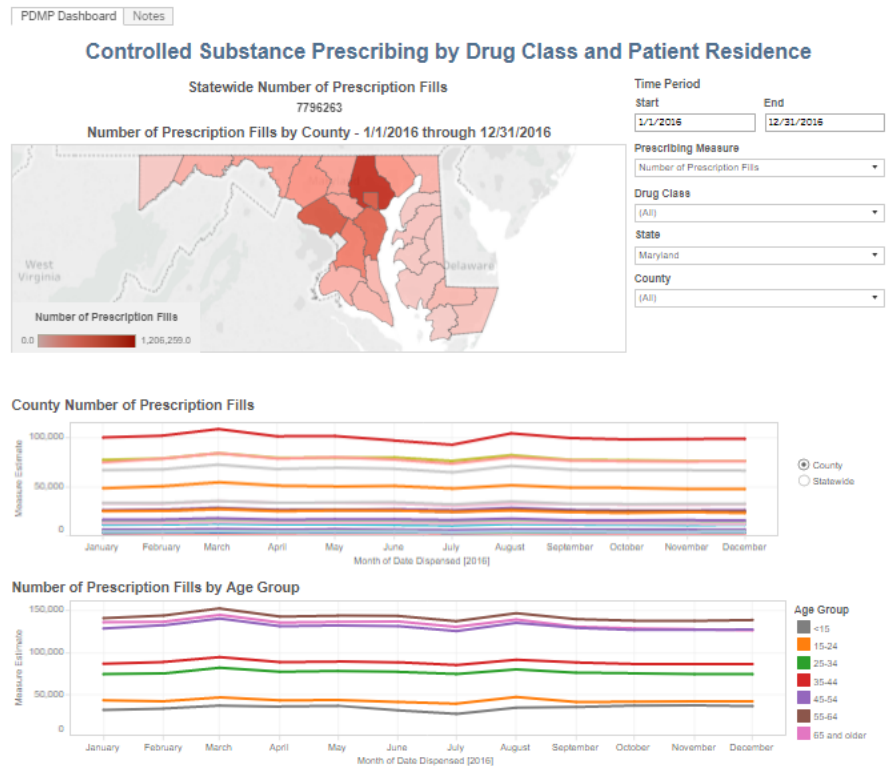 PDMP Dashboard Notes
Controlled Substance Prescribing by Drug Class and Patient Residence
Statewide Number of Prescription Fills
7796263
Number of Prescription Fills by County - 1/1/2016 through 12/31/2016
West
Virginia
Delaware
Number of Prescription Fills
0.0 1,206,259.0
Time Period
Start End
1/1/2016 12/31/2016
Prescribing Measure
Number of Prescription Fills
Drug Class
(All)
State
Maryland
County
(All)
County Number of Prescription Fills
Measure Estimate
100,000
50,000
0
January February March April May June July August September October November December
Month of Date Dispensed [2016]
County
Statewide
Number of Prescription Fills by Age Group
Measure Estimate
150,000
100,000
50,000
0
January February March April May June July August September October November December
Month of Date Dispensed [2016]
Age Group
<15
15-24
25-34
35-44
45-54
55-64
65 and older